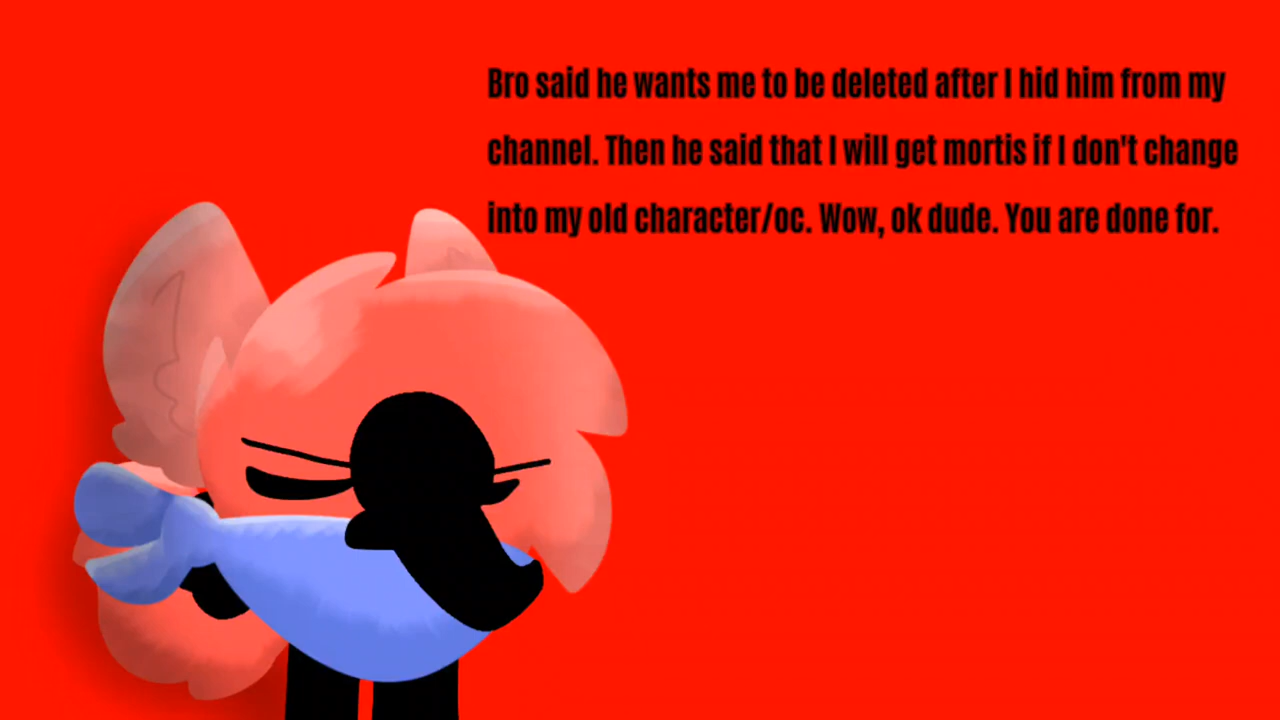 Bro said he wants me to be deleted after I hid him from my
channel. Then he said that I will get mortis if I don't change
into my old character/oc. Wow, ok dude. You are done for.